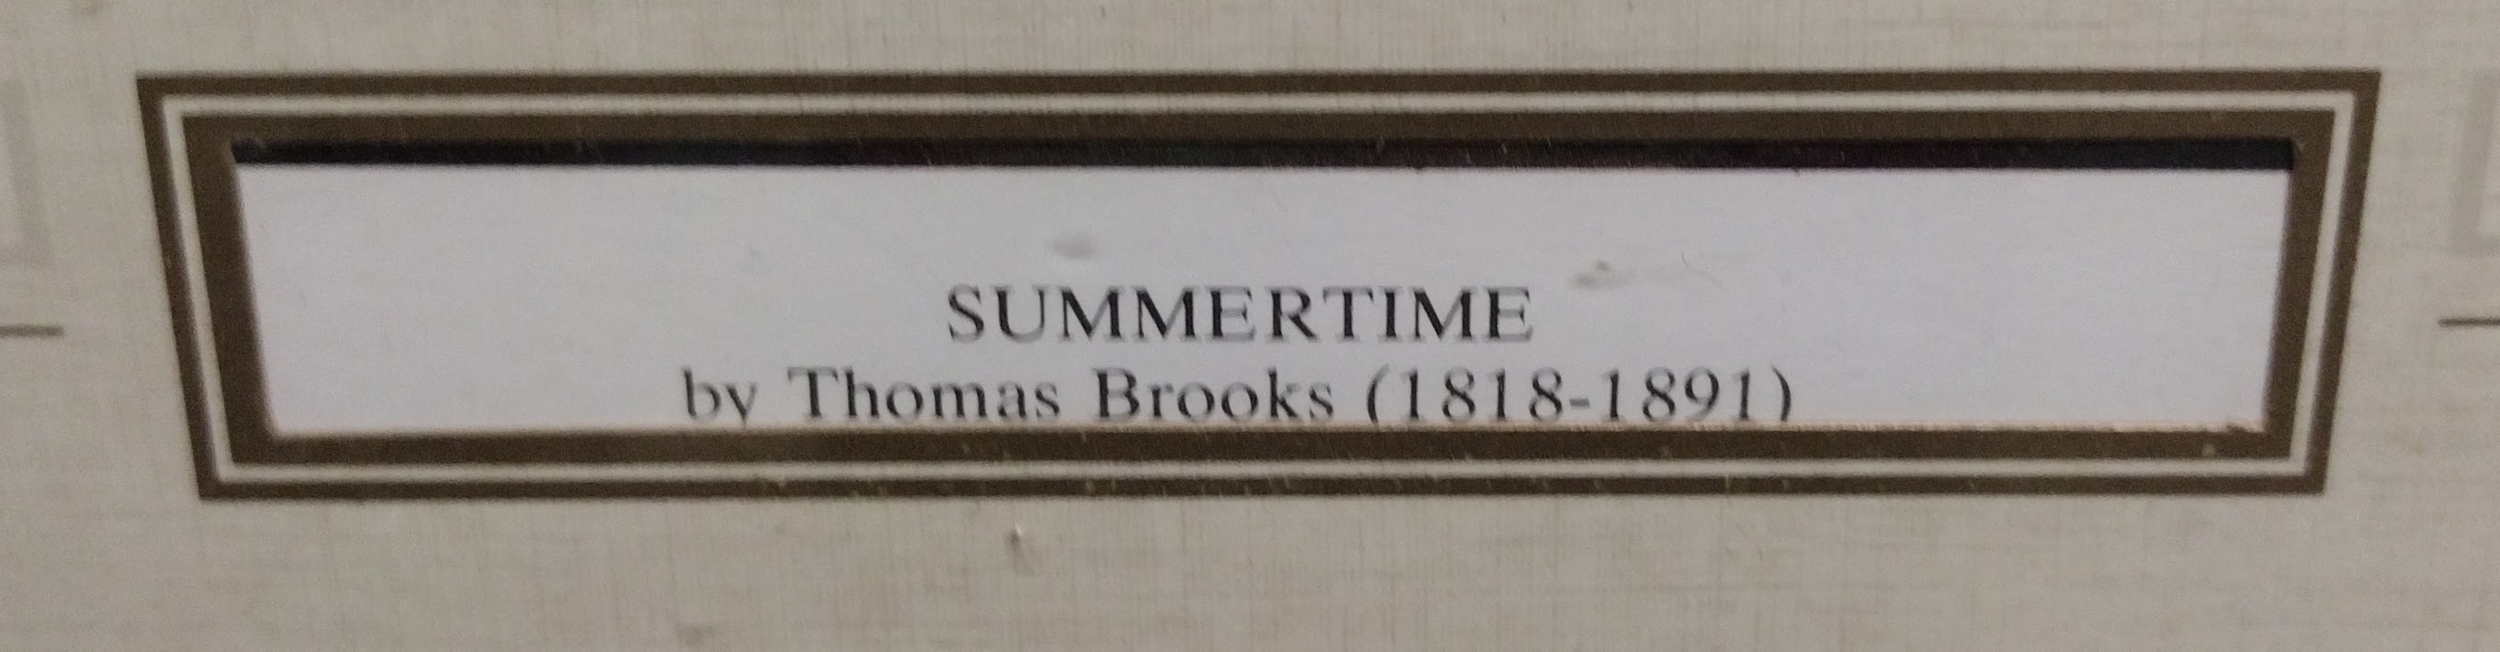 SUMMERTIME
by Thomas Brooks (1818-1891)